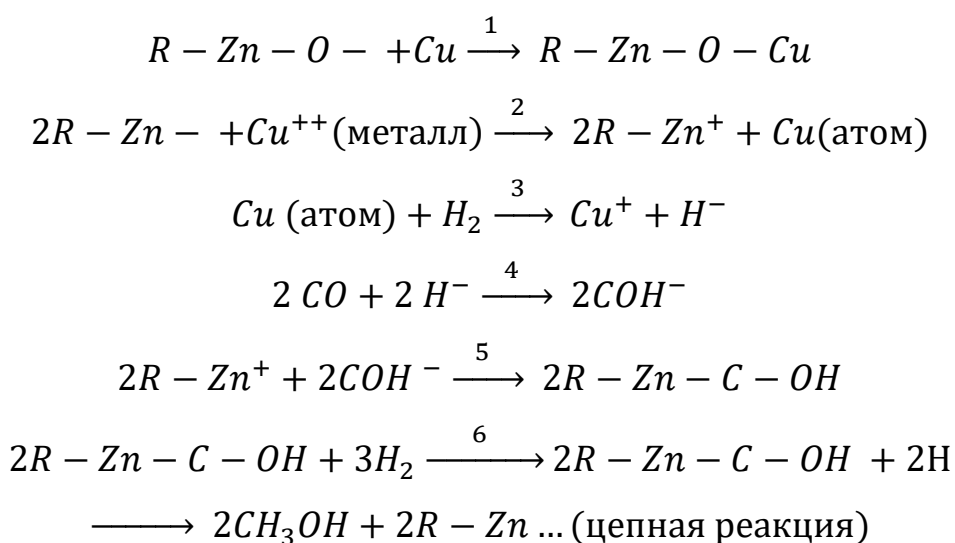 R − Zn − O − +Cu —1→ R − Zn − O − Cu
2R − Zn − +Cu⁺⁺(металл) —2→ 2R − Zn⁺ + Cu(атом)
Cu (атом) + H₂ —3→ Cu⁺ + H⁻
2 CO + 2 H⁻ —4→ 2COH⁻
2R − Zn⁺ + 2COH ⁻ —5→ 2R − Zn − C − OH
2R − Zn − C − OH + 3H₂ —6→ 2R − Zn − C − OH + 2H
⟶ 2CH₃OH + 2R − Zn … (цепная реакция)